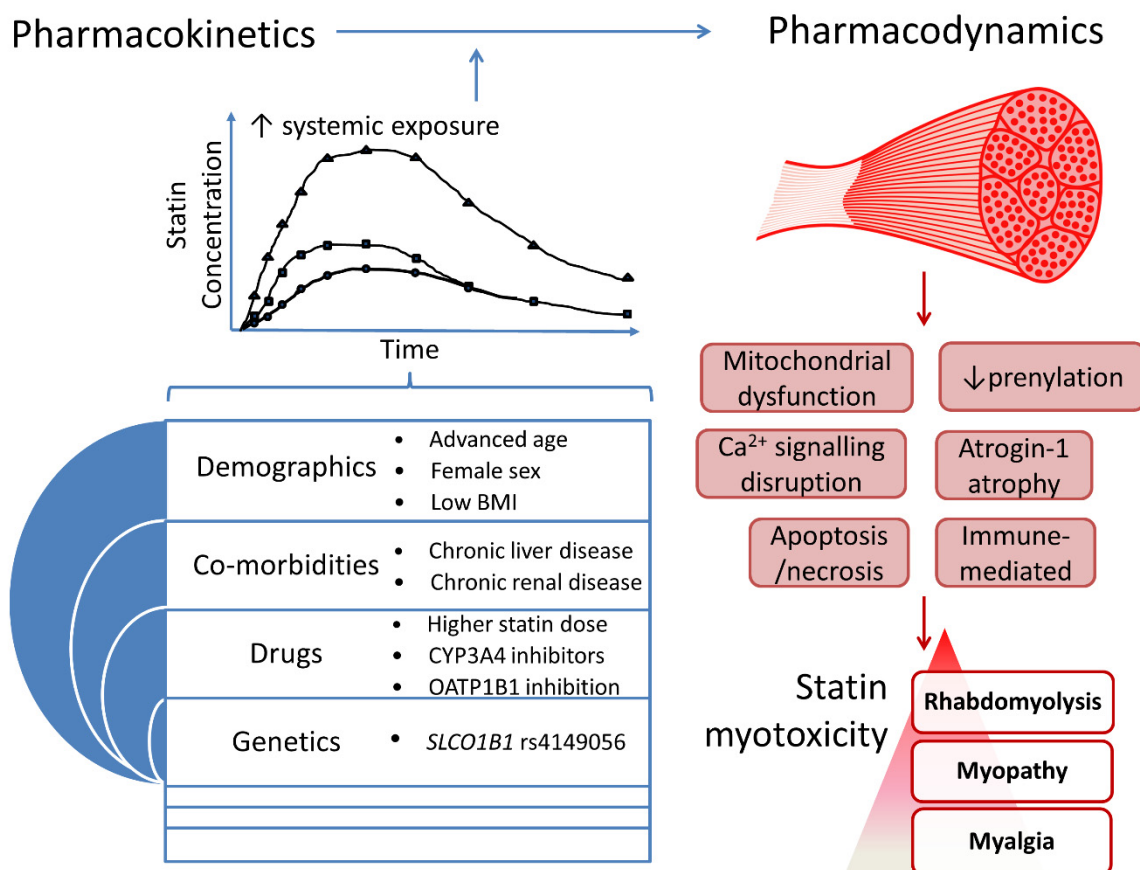 Pharmacokinetics
Pharmacodynamics
↑ systemic exposure
Statin
Concentration
Time
Demographics
• Advanced age
• Female sex
• Low BMI
Co-morbidities
• Chronic liver disease
• Chronic renal disease
Drugs
• Higher statin dose
• CYP3A4 inhibitors
• OATP1B1 inhibition
Genetics
• SLCO1B1 rs4149056
Mitochondrial
dysfunction
↓prenylation
Ca²⁺ signalling
disruption
Atrogin-1
atrophy
Apoptosis
/necrosis
Immune-
mediated
Statin
myotoxicity
Rhabdomyolysis
Myopathy
Myalgia